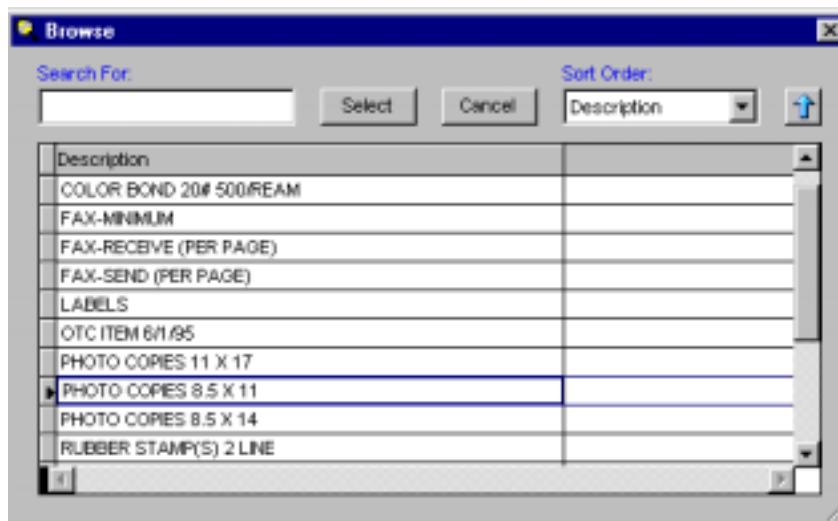 Browse
Search For: Sort Order:
Select Cancel Description
Description
COLOR BOND 20# 500/REAM
FAX-MINIMUM
FAX-RECEIVE (PER PAGE)
FAX-SEND (PER PAGE)
LABELS
OTC ITEM 6/1/95
PHOTO COPIES 11 X 17
PHOTO COPIES 8.5 X 11
PHOTO COPIES 8.5 X 14
RUBBER STAMP(S) 2 LINE